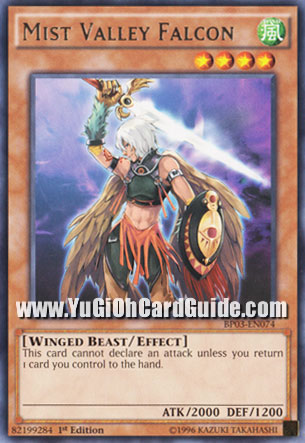 MIST VALLEY FALCON
風
www.YuGiOhCardGuide.com
BP03-EN074
[WINGED BEAST/EFFECT]
This card cannot declare an attack unless you return
1 card you control to the hand.
ATK/2000 DEF/1200
82199284 1st Edition ©1996 KAZUKI TAKAHASHI